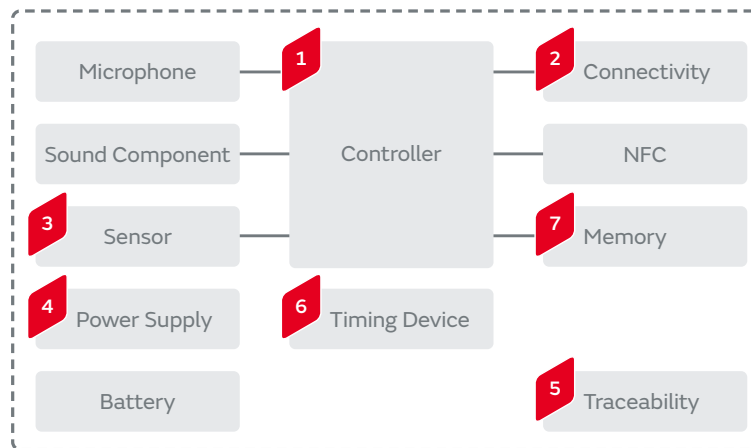 1
2
Microphone
Connectivity
Sound Component
Controller
NFC
3
Sensor
7
Memory
4
Power Supply
6
Timing Device
Battery
5
Traceability